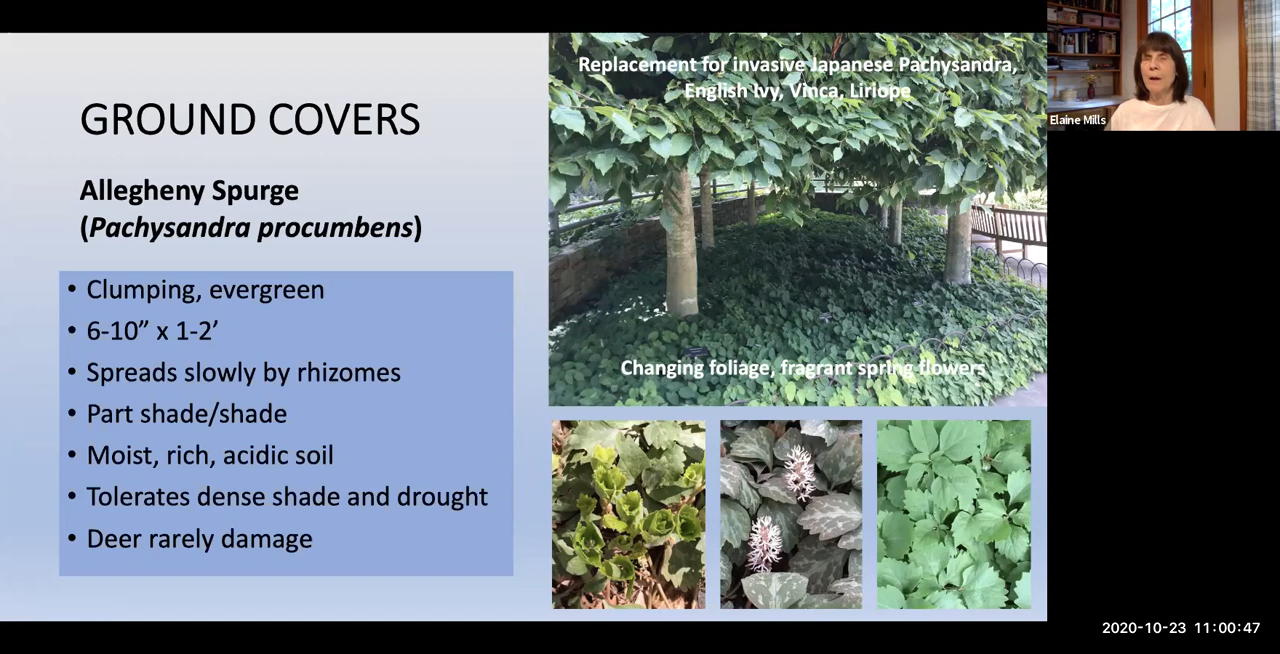 GROUND COVERS
Allegheny Spurge
(Pachysandra procumbens)
• Clumping, evergreen
• 6-10” x 1-2’
• Spreads slowly by rhizomes
• Part shade/shade
• Moist, rich, acidic soil
• Tolerates dense shade and drought
• Deer rarely damage
Replacement for invasive Japanese Pachysandra,
English Ivy, Vinca, Liriope
Changing foliage, fragrant spring flowers
Elaine Mills
2020-10-23 11:00:47